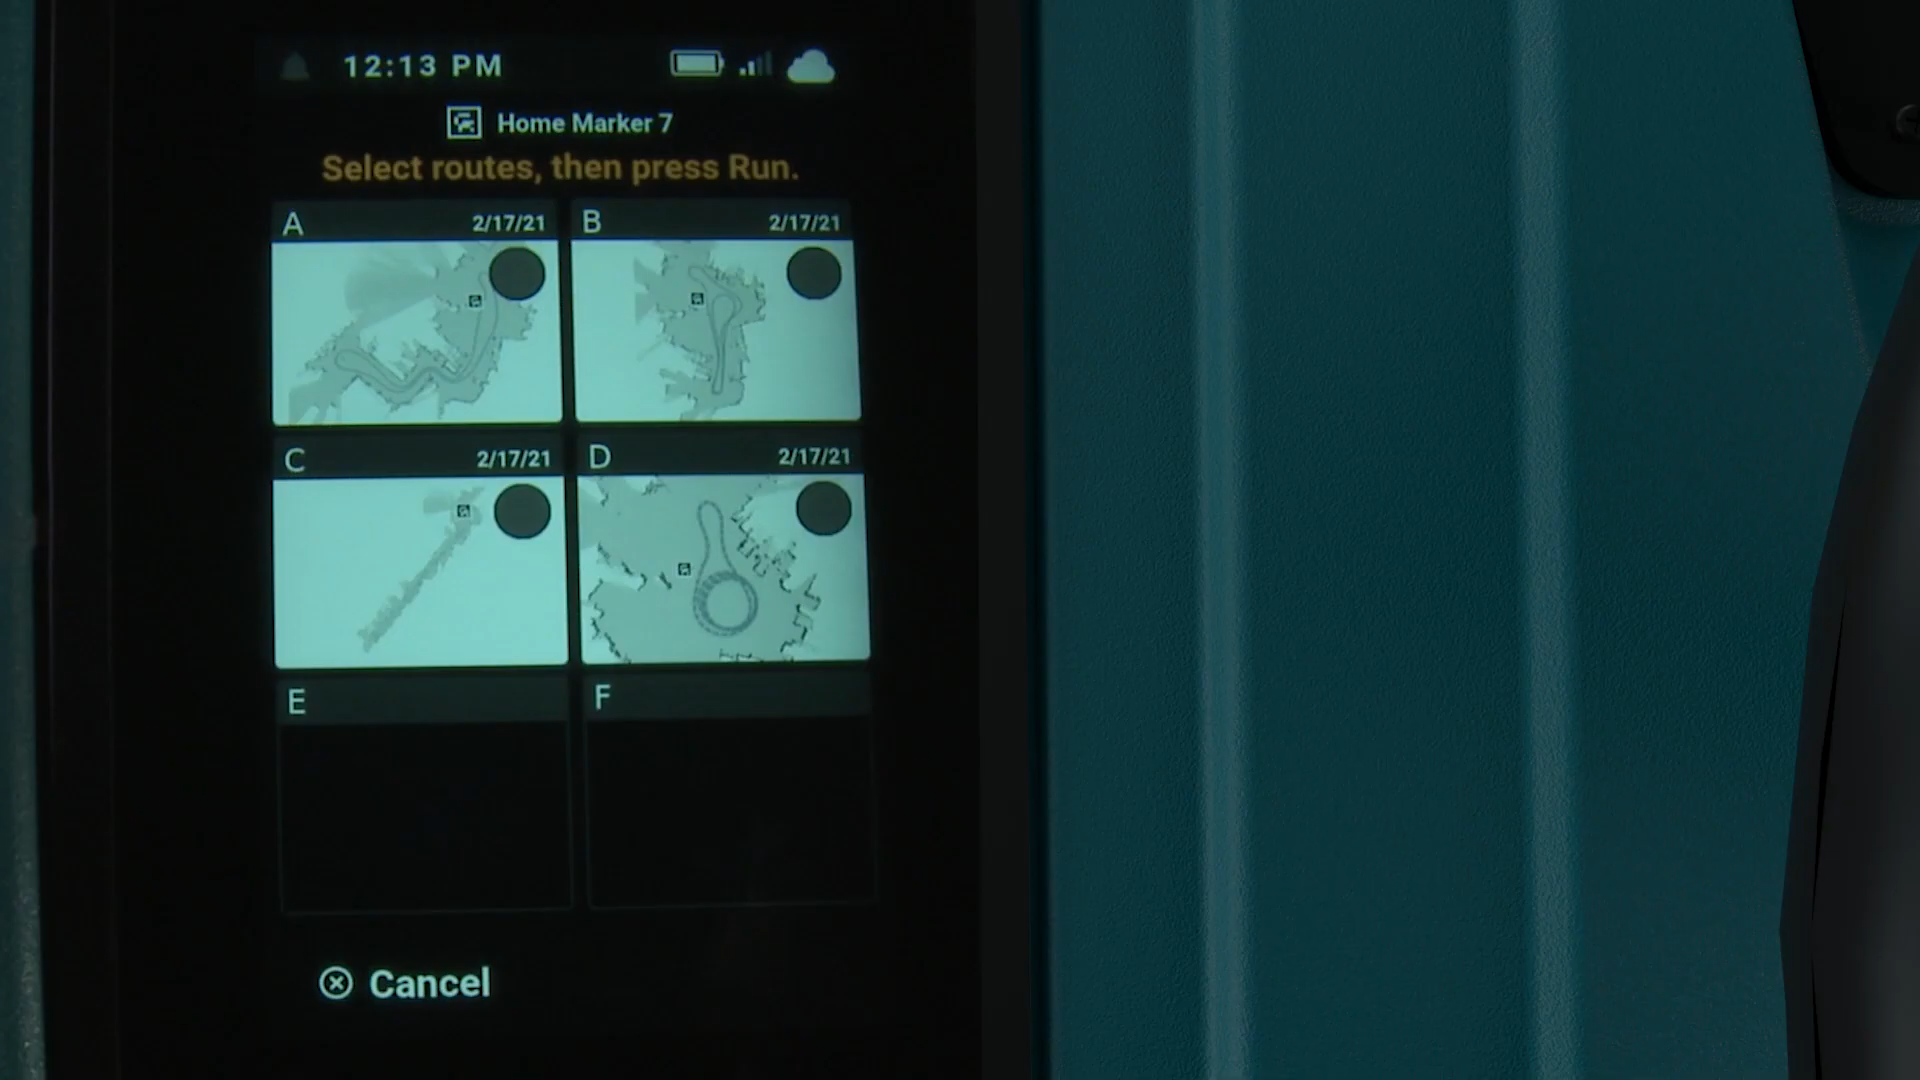 12:13 PM
Home Marker 7
Select routes, then press Run.
A 2/17/21
B 2/17/21
C 2/17/21
D 2/17/21
E
F
Cancel